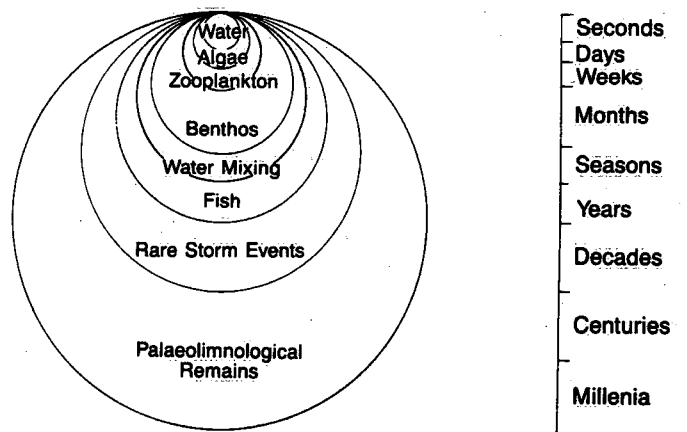 Water
Algae
Zooplankton
Benthos
Water Mixing
Fish
Rare Storm Events
Palaeolimnological
Remains
Seconds
Days
Weeks
Months
Seasons
Years
Decades
Centuries
Millenia